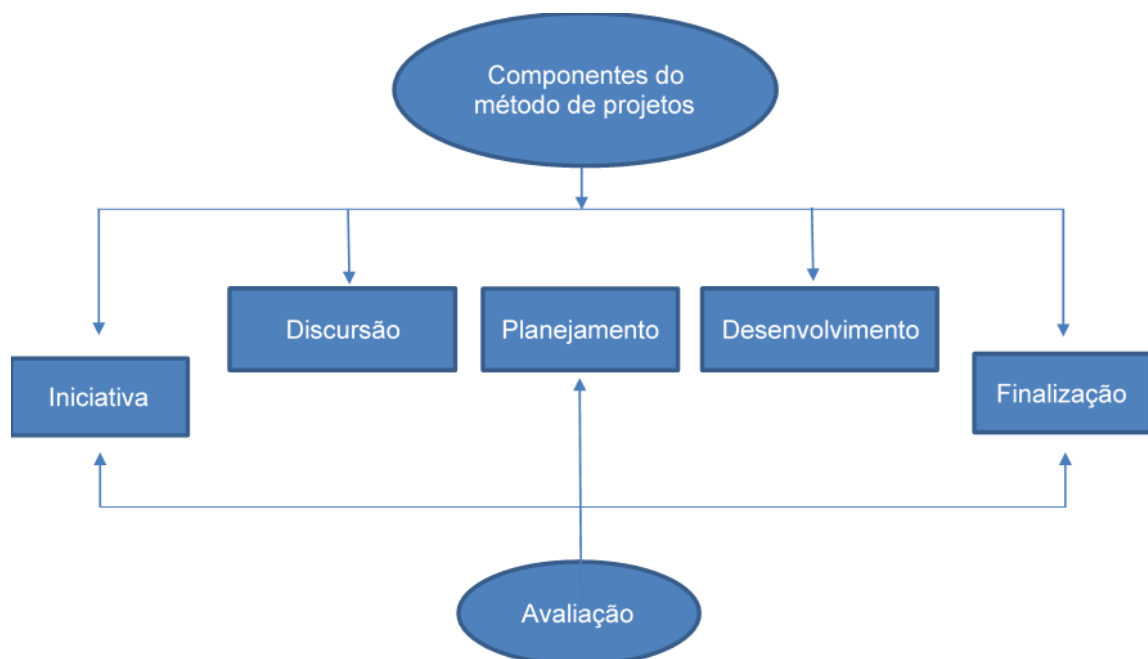 Componentes do
método de projetos
Discursão
Planejamento
Desenvolvimento
Iniciativa
Finalização
Avaliação